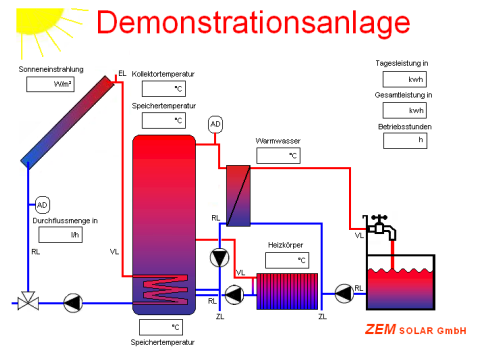 Demonstrationsanlage
Sonneneinstrahlung
W/m²
EL
Kollektortemperatur
°C
Speichertemperatur
°C
Tagesleistung in
kwh
Gesamtleistung in
kwh
Betriebsstunden
h
AD
Warmwasser
°C
AD
Durchflussmenge in
l/h
RL
VL
RL
VL
Heizkörper
°C
VL
RL
RL
ZL
ZL
°C
Speichertemperatur
ZEM SOLAR GmbH